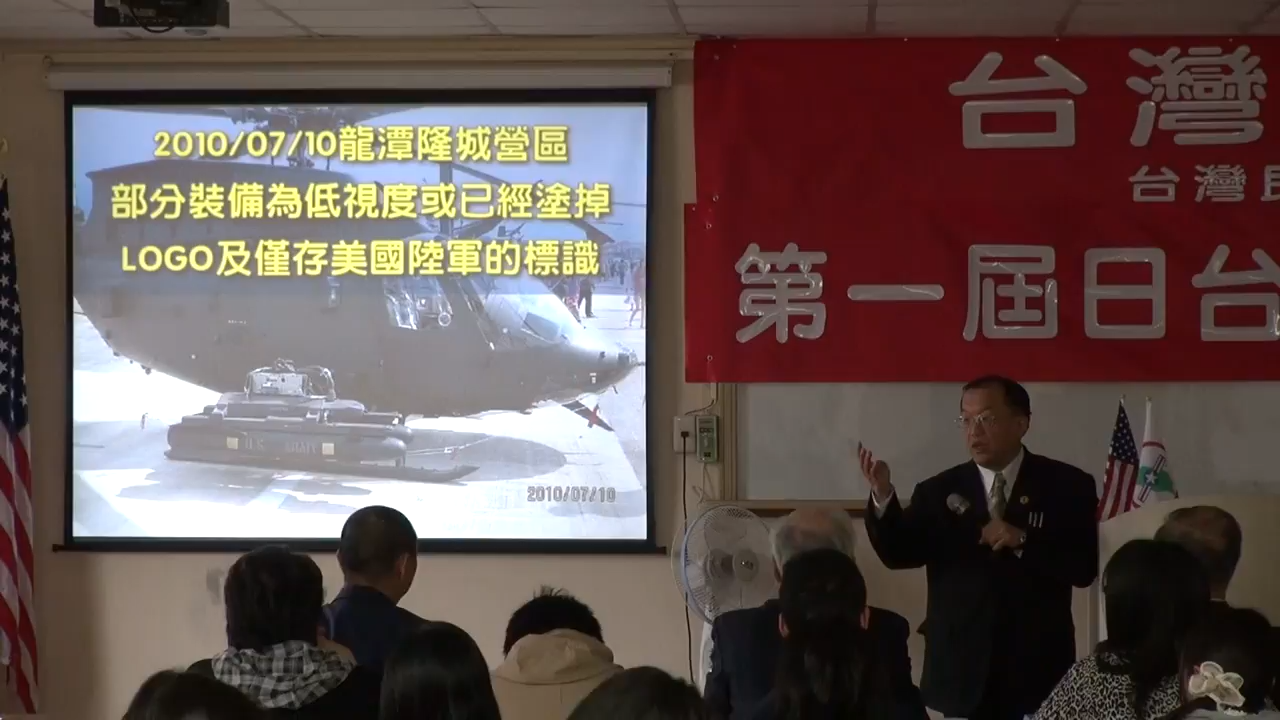 2010/07/10龍潭隆城營區
部分裝備為低視度或已經塗掉
LOGO及僅存美國陸軍的標識
2010/07/10
台灣
台灣民
第一屆日台